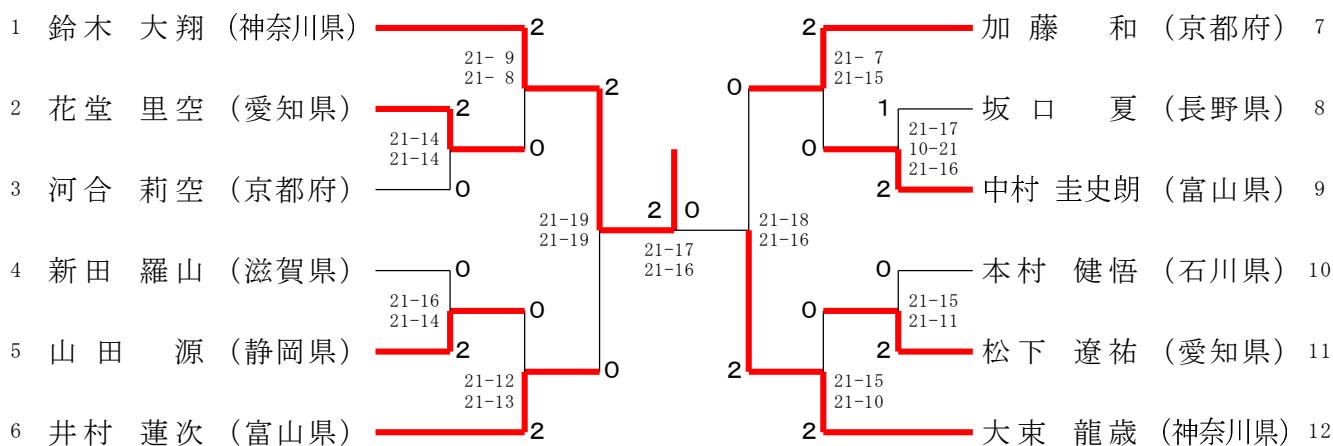 1 鈴木 大翔 (神奈川県) 2 2 加藤 和 (京都府) 7
21- 9 21- 7
21- 8 21-15
2 0
2 花堂 里空 (愛知県) 2 1 坂口 夏 (長野県) 8
21-14 21-17
21-14 0 0 10-21
21-16
3 河合 莉空 (京都府) 0 2 中村 圭史朗 (富山県) 9
21-19 2 0 21-18
21-19 21-16
21-17
21-16
4 新田 羅山 (滋賀県) 0 0 本村 健悟 (石川県) 10
21-16 21-15
21-14 0 0 21-11
5 山田 源 (静岡県) 2 2 松下 遼祐 (愛知県) 11
0 2
21-12 21-15
21-13 21-10
6 井村 蓮次 (富山県) 2 2 大東 龍歳 (神奈川県) 12